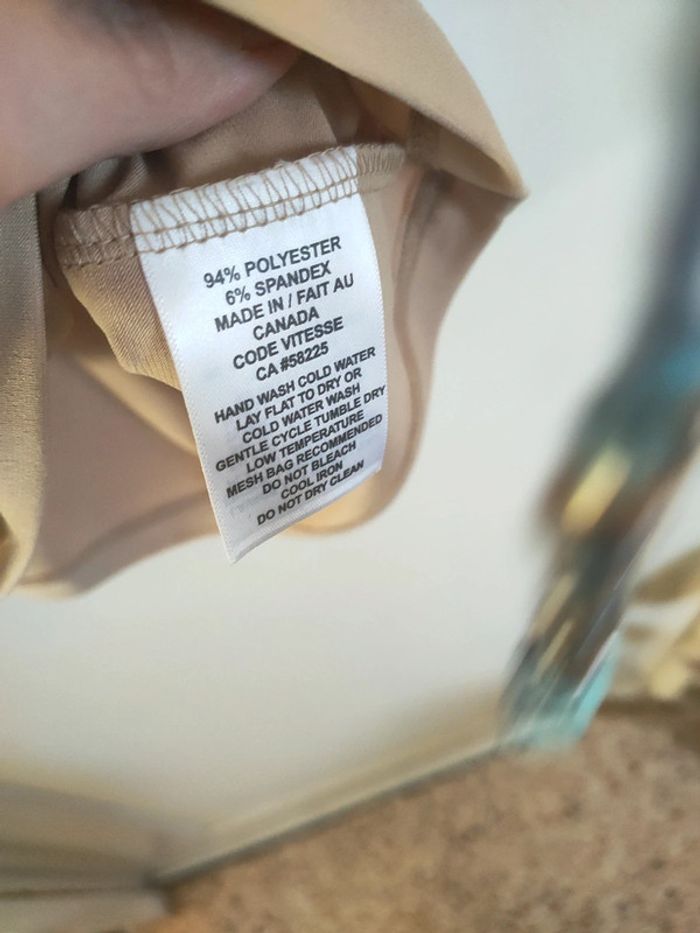 94% POLYESTER
6% SPANDEX
MADE IN / FAIT AU
CANADA
CODE VITESSE
CA #58225
HAND WASH COLD WATER
LAY FLAT TO DRY OR
COLD WATER WASH
GENTLE CYCLE TUMBLE DRY
LOW TEMPERATURE
MESH BAG RECOMMENDED
DO NOT BLEACH
COOL IRON
DO NOT DRY CLEAN